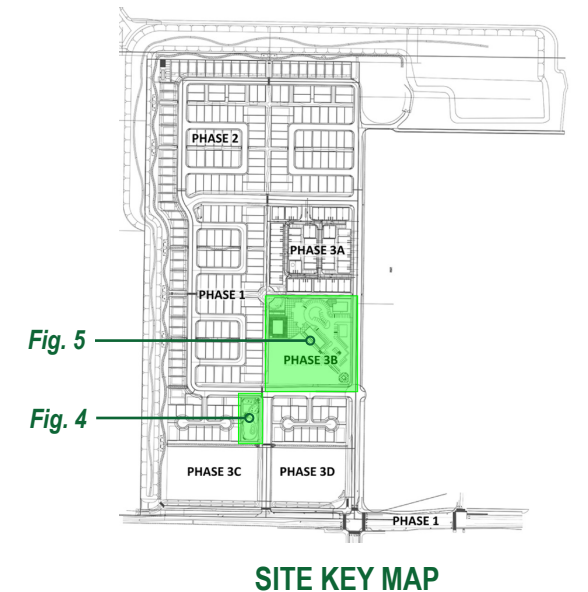 PHASE 2
PHASE 3A
PHASE 1
Fig. 5
PHASE 3B
Fig. 4
PHASE 3C
PHASE 3D
PHASE 1
SITE KEY MAP